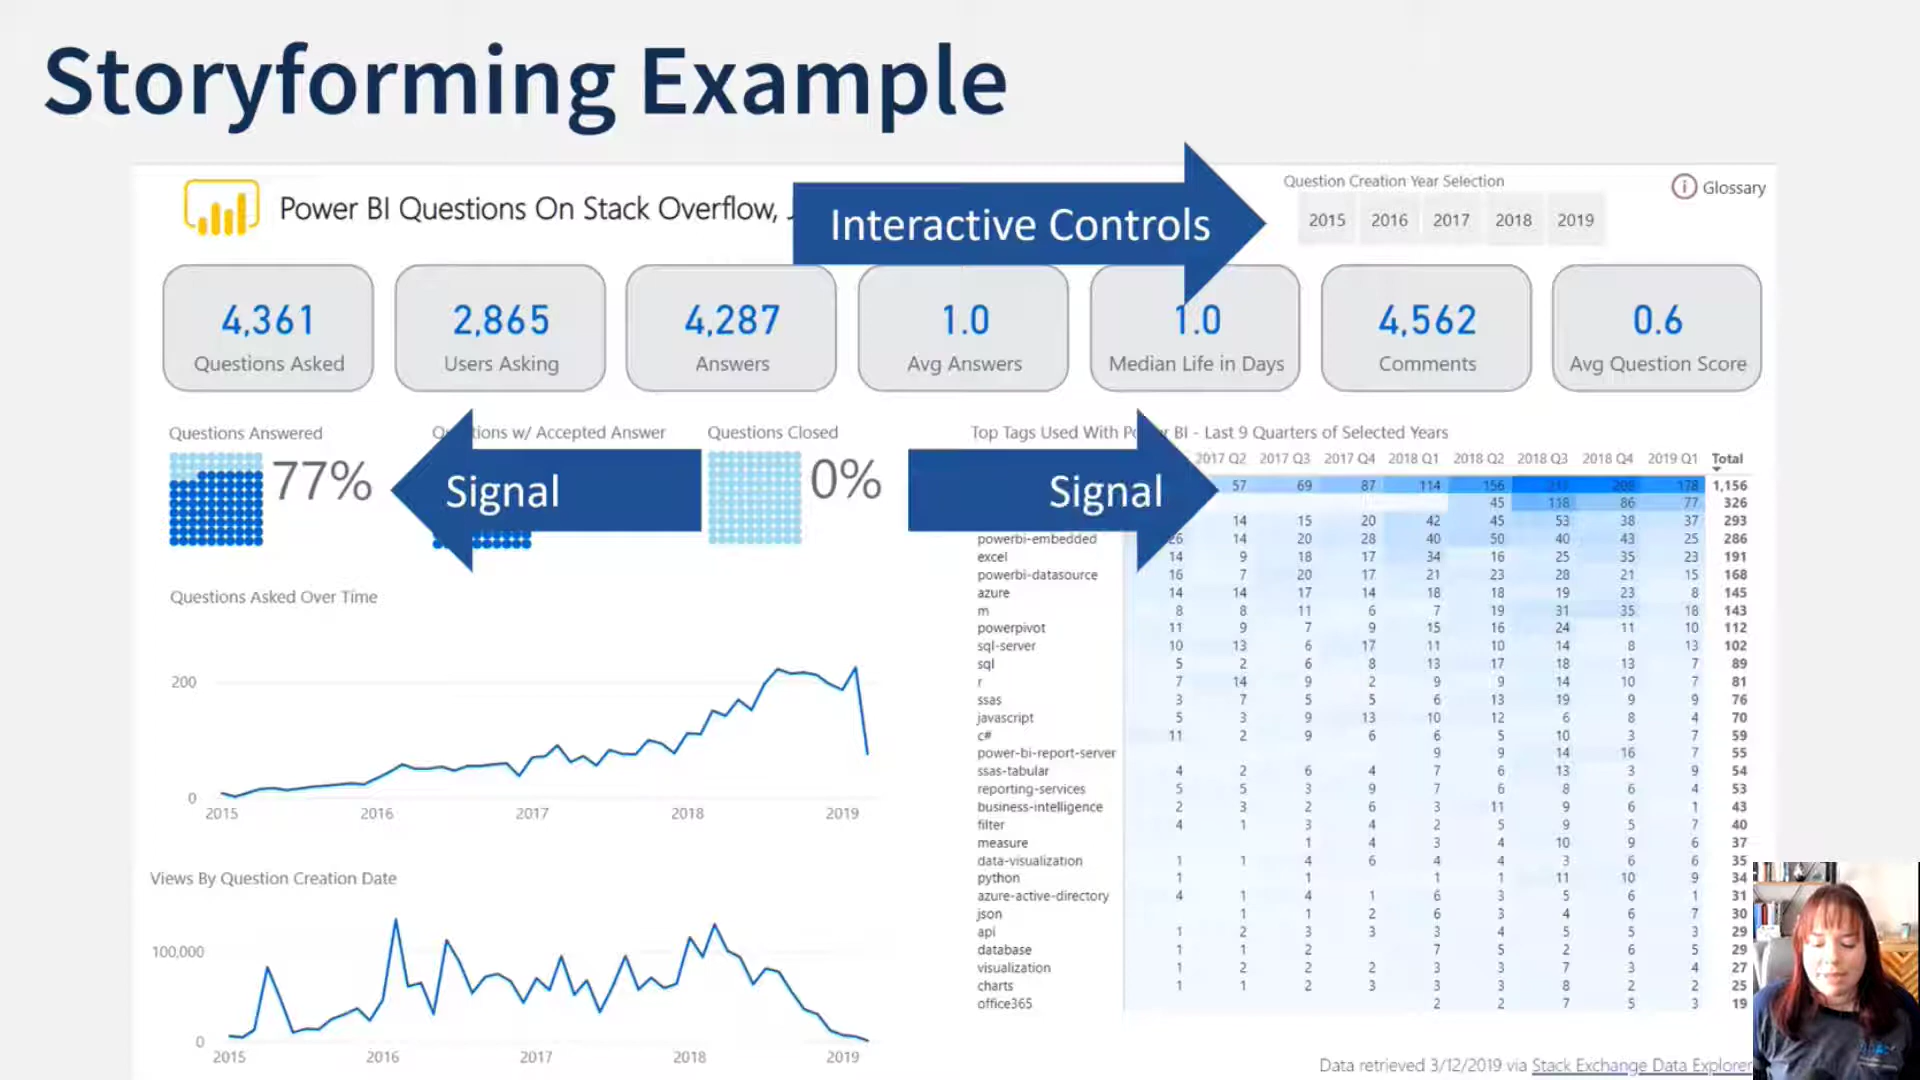 Storyforming Example
Power BI Questions On Stack Overflow,
Interactive Controls
Question Creation Year Selection
2015 2016 2017 2018 2019
Glossary
4,361 2,865 4,287 1.0 1.0 4,562 0.6
Questions Asked Users Asking Answers Avg Answers Median Life in Days Comments Avg Question Score
Questions Answered
77%
w/ Accepted Answer
Signal
Questions Closed
0%
Signal
Questions Asked Over Time
200
0
2015 2016 2017 2018 2019
Views By Question Creation Date
100,000
0
2015 2016 2017 2018 2019
Top Tags Used With BI - Last 9 Quarters of Selected Years
2017 Q2 2017 Q3 2017 Q4 2018 Q1 2018 Q2 2018 Q3 2018 Q4 2019 Q1 Total
57 69 87 114 156 178 1,156
45 118 86 77 326
14 15 20 42 45 53 38 37 293
powerbi-embedded 26 14 20 28 40 50 40 43 25 286
excel 14 9 18 17 34 16 25 35 23 191
powerbi-datasource 16 7 20 17 21 23 28 21 15 168
azure 14 14 17 14 18 18 19 23 8 145
m 8 8 11 6 7 19 31 35 18 143
powerpivot 11 9 7 9 15 16 24 11 10 112
sql-server 10 13 6 17 11 10 14 8 13 102
sql 5 2 6 8 13 17 18 13 7 89
r 7 14 9 2 9 9 14 10 7 81
ssas 3 7 5 5 6 13 19 9 9 76
javascript 5 3 9 13 10 12 6 8 4 70
c# 11 2 9 6 6 5 10 3 7 59
power-bi-report-server 9 9 14 16 7 55
ssas-tabular 4 2 6 4 7 6 13 3 9 54
reporting-services 5 5 3 9 7 6 8 6 4 53
business-intelligence 2 3 2 6 3 11 9 6 1 43
filter 4 1 3 4 2 5 9 5 7 40
measure 1 4 3 4 10 9 6 37
data-visualization 1 1 4 6 4 4 3 6 6 35
python 1 1 1 1 11 10 9 34
azure-active-directory 4 1 4 1 6 3 5 6 1 31
json 1 1 2 6 3 4 6 7 30
api 1 2 3 3 3 4 5 5 3 29
database 1 1 2 7 5 2 6 5 29
visualization 1 2 2 2 3 3 7 3 4 27
charts 1 1 2 3 3 3 8 2 2 25
office365 2 2 7 5 3 19
Data retrieved 3/12/2019 via Stack Exchange Data Explorer